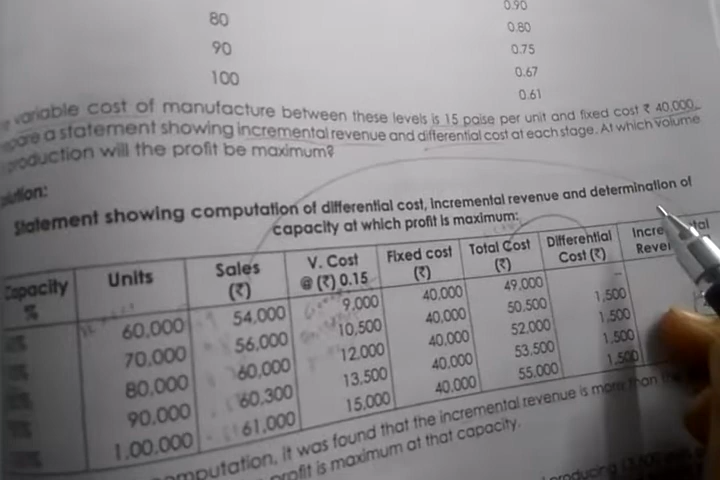 0.90
80 0.80
90 0.75
100 0.67
0.61
variable cost of manufacture between these levels is 15 paise per unit and fixed cost ₹ 40,000.
a statement showing incremental revenue and differential cost at each stage. At which volume
production will the profit be maximum?
Statement showing computation of differential cost, incremental revenue and determination of
capacity at which profit is maximum:
Capacity Units Sales V. Cost Fixed cost Total Cost Differential
% (₹) @ (₹) 0.15 (₹) (₹) Cost (₹)
60,000 54,000 9,000 40,000 49,000
70,000 56,000 10,500 40,000 50,500 1,500
80,000 60,000 12,000 40,000 52,000 1,500
90,000 60,300 13,500 40,000 53,500 1,500
1,00,000 61,000 15,000 40,000 55,000 1,500
it was found that the incremental revenue is more than
profit is maximum at that capacity.
producing